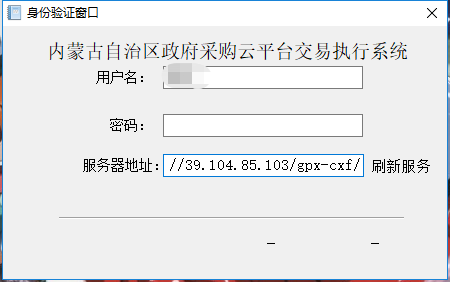 身份验证窗口
内蒙古自治区政府采购云平台交易执行系统
用户名：
密码：
服务器地址: //39.104.85.103/gpx-cxf/ 刷新服务